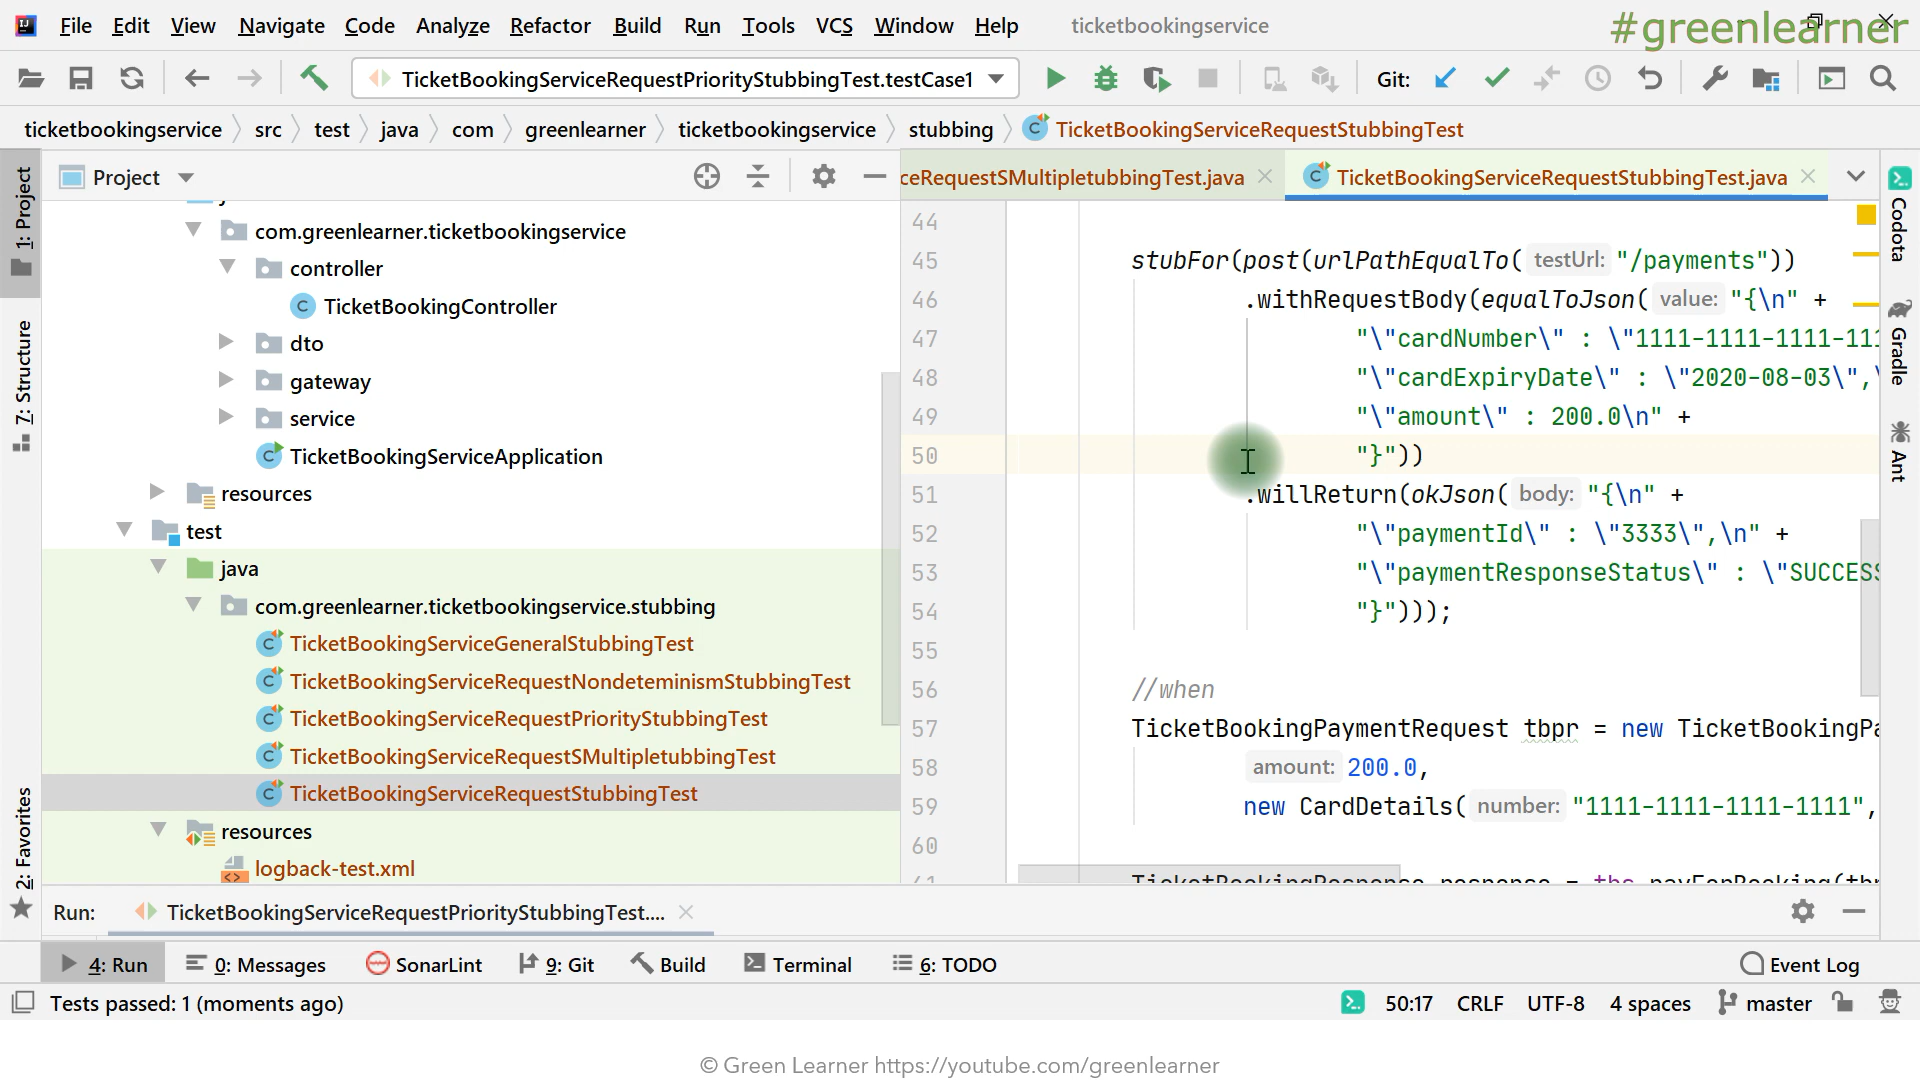 File Edit View Navigate Code Analyze Refactor Build Run Tools VCS Window Help ticketbookingservice #greenlearner
TicketBookingServiceRequestPriorityStubbingTest.testCase1 Git:
ticketbookingservice src test java com greenlearner ticketbookingservice stubbing TicketBookingServiceRequestStubbingTest
1: Project
7: Structure
2: Favorites
Project
com.greenlearner.ticketbookingservice
controller
TicketBookingController
dto
gateway
service
TicketBookingServiceApplication
resources
test
java
com.greenlearner.ticketbookingservice.stubbing
TicketBookingServiceGeneralStubbingTest
TicketBookingServiceRequestNondeteminismStubbingTest
TicketBookingServiceRequestPriorityStubbingTest
TicketBookingServiceRequestSMultipletubbingTest
TicketBookingServiceRequestStubbingTest
resources
logback-test.xml
ceRequestSMultipletubbingTest.java TicketBookingServiceRequestStubbingTest.java
44
45 stubFor(post(urlPathEqualTo( testUrl: "/payments"))
46 .withRequestBody(equalToJson( value: "{\n" +
47 "\"cardNumber\" : \"1111-1111-1111-111
48 "\"cardExpiryDate\" : \"2020-08-03\",\
49 "\"amount\" : 200.0\n" +
50 "}"))
51 .willReturn(okJson( body: "{\n" +
52 "\"paymentId\" : \"3333\",\n" +
53 "\"paymentResponseStatus\" : \"SUCCESS
54 "}")));
55
56 //when
57 TicketBookingPaymentRequest tbpr = new TicketBookingPa
58 amount: 200.0,
59 new CardDetails( number: "1111-1111-1111-1111",
60
61 TicketBookingResponse response = tbs.payForBooking(tbp
Codota
Gradle
Ant
Run: TicketBookingServiceRequestPriorityStubbingTest....
4: Run 0: Messages SonarLint 9: Git Build Terminal 6: TODO Event Log
Tests passed: 1 (moments ago) 50:17 CRLF UTF-8 4 spaces master
© Green Learner https://youtube.com/greenlearner